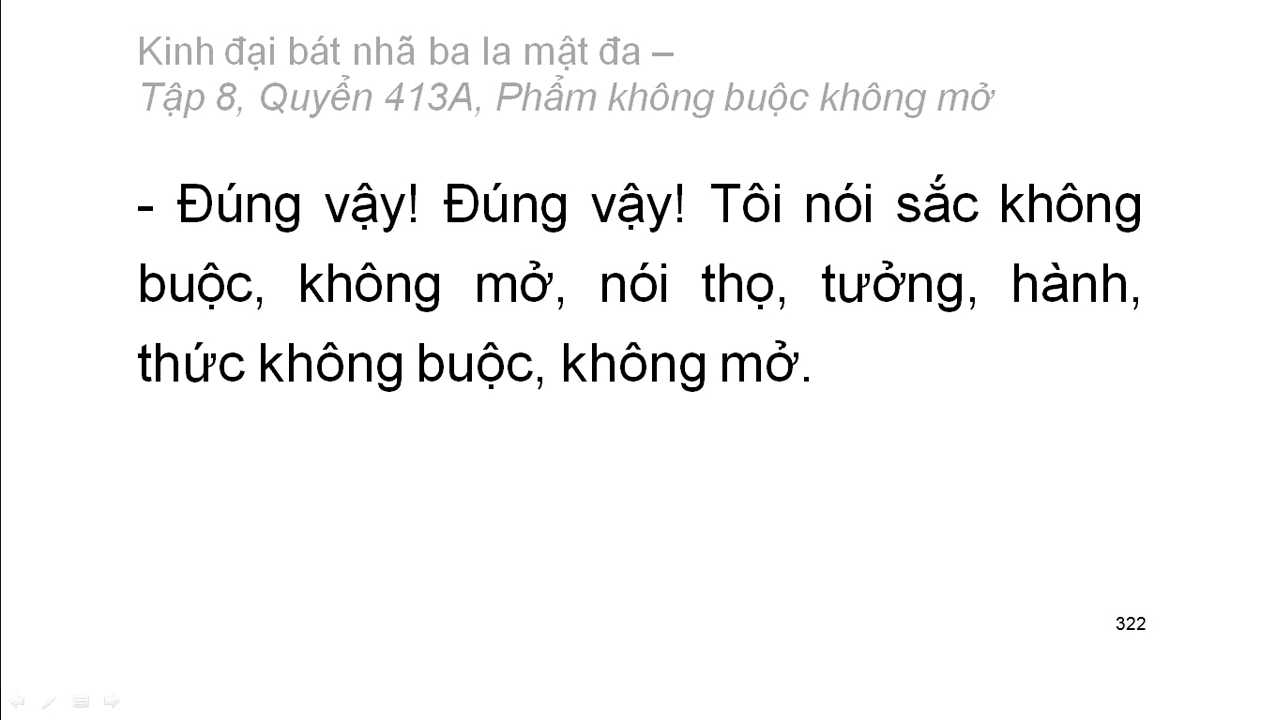 Kinh đại bát nhã ba la mật đa –
Tập 8, Quyển 413A, Phẩm không buộc không mở
- Đúng vậy! Đúng vậy! Tôi nói sắc không
buộc, không mở, nói thọ, tưởng, hành,
thức không buộc, không mở.
322